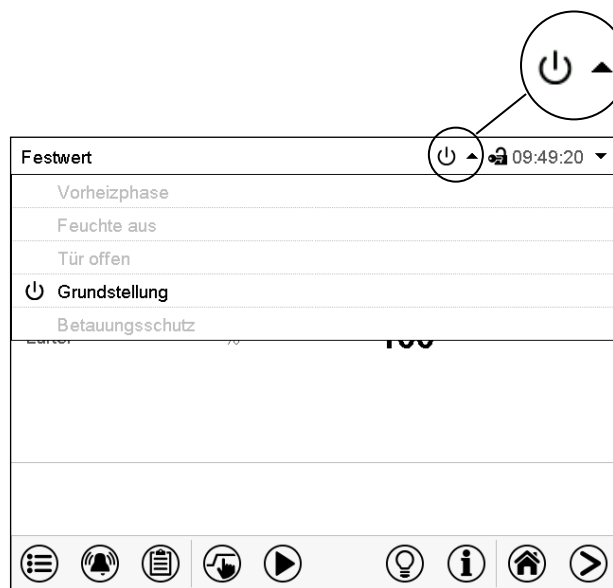 Festwert 09:49:20
Vorheizphase
Feuchte aus
Tür offen
Grundstellung
Betauungsschutz